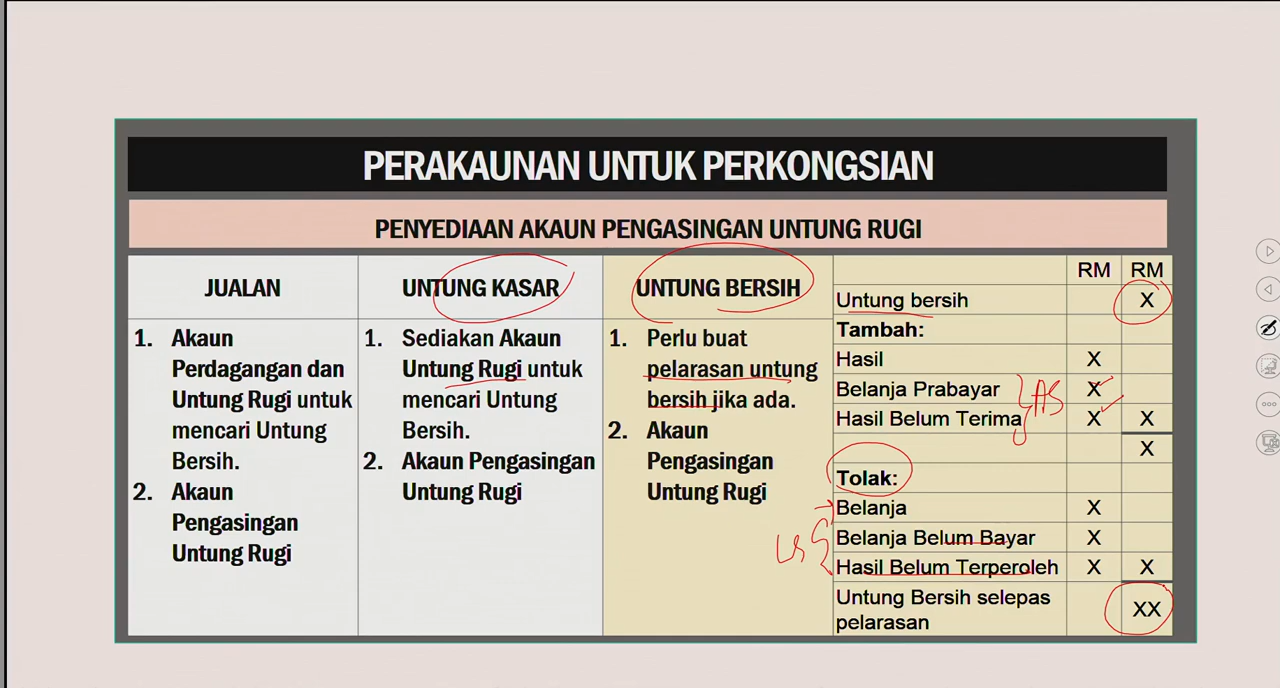 PERAKAUNAN UNTUK PERKONGSIAN
PENYEDIAAN AKAUN PENGASINGAN UNTUNG RUGI
JUALAN
1. Akaun
Perdagangan dan
Untung Rugi untuk
mencari Untung
Bersih.
2. Akaun
Pengasingan
Untung Rugi
UNTUNG KASAR
1. Sediakan Akaun
Untung Rugi untuk
mencari Untung
Bersih.
2. Akaun Pengasingan
Untung Rugi
UNTUNG BERSIH
1. Perlu buat
pelarasan untung
bersih jika ada.
2. Akaun
Pengasingan
Untung Rugi
RM RM
Untung bersih X
Tambah:
Hasil X
Belanja Prabayar X
Hasil Belum Terima X X
AS
X
Tolak:
Belanja X
Belanja Belum Bayar X
Hasil Belum Terperoleh X X
Untung Bersih selepas
pelarasan XX